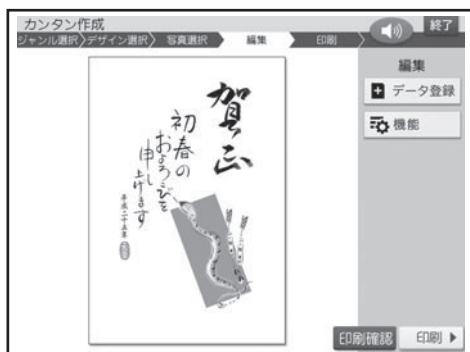 カンタン作成
終了
ジャンル選択
デザイン選択
写真選択
編集
印刷
編集
データ登録
機能
賀正
初春の
およろこびを
申し
上げます
平成二十五年
印刷確認
印刷